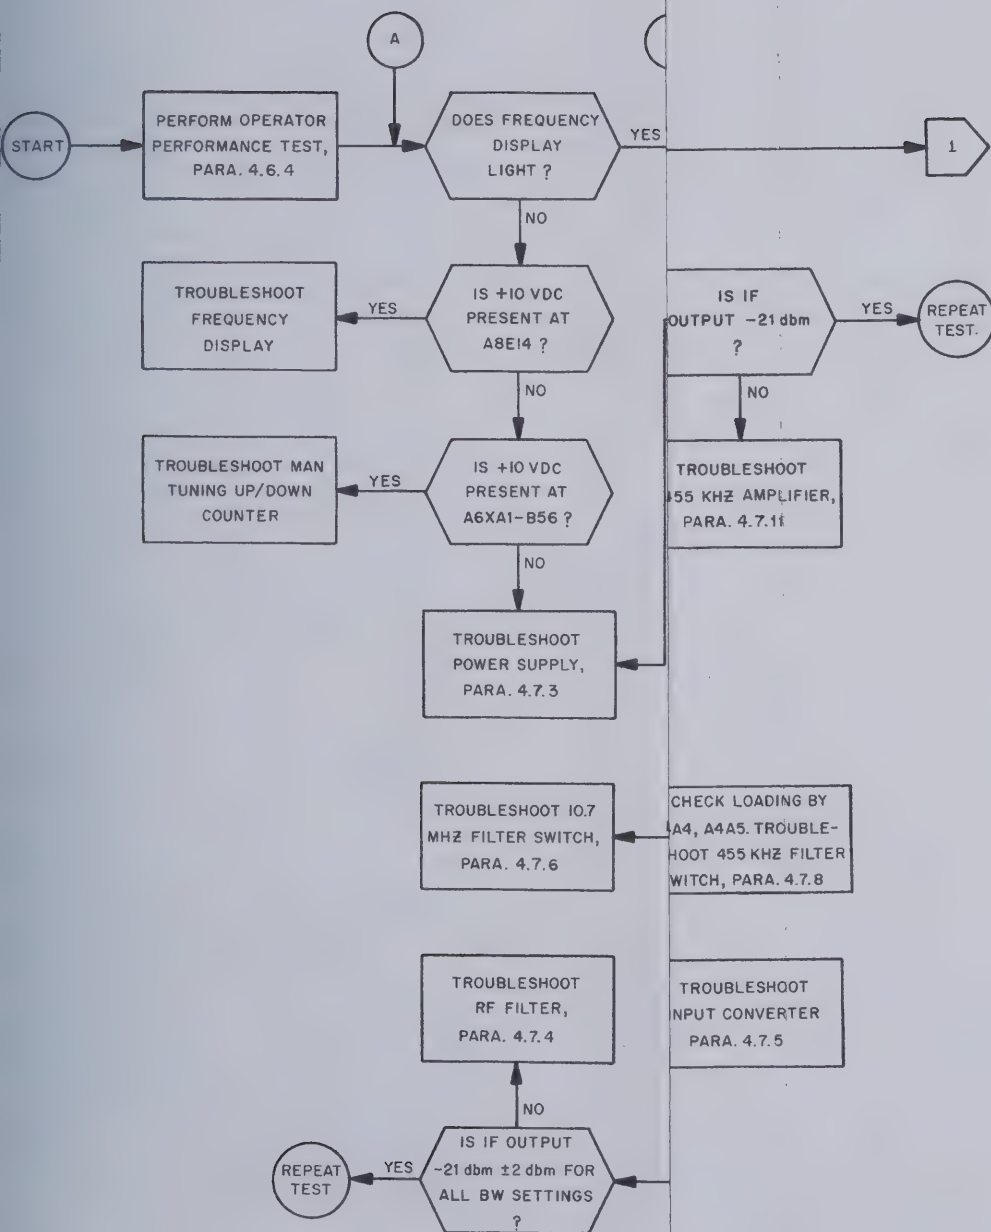 A
START
PERFORM OPERATOR
PERFORMANCE TEST,
PARA. 4.6.4
DOES FREQUENCY
DISPLAY
LIGHT ?
YES
1
NO
TROUBLESHOOT
FREQUENCY
DISPLAY
YES
IS +10 VDC
PRESENT AT
A8E14 ?
IS IF
OUTPUT -21 dbm
?
YES
REPEAT
TEST.
NO
NO
TROUBLESHOOT MAN
TUNING UP/DOWN
COUNTER
YES
IS +10 VDC
PRESENT AT
A6XA1-B56 ?
TROUBLESHOOT
55 KHZ AMPLIFIER,
PARA. 4.7.1f
NO
TROUBLESHOOT
POWER SUPPLY,
PARA. 4.7.3
TROUBLESHOOT 10.7
MHZ FILTER SWITCH,
PARA. 4.7.6
CHECK LOADING BY
A4, A4A5. TROUBLE-
HOOT 455 KHZ FILTER
WITCH, PARA. 4.7.8
TROUBLESHOOT
RF FILTER,
PARA. 4.7.4
TROUBLESHOOT
NPUT CONVERTER
PARA. 4.7.5
NO
REPEAT
TEST
YES
IS IF OUTPUT
-21 dbm ±2 dbm FOR
ALL BW SETTINGS
?